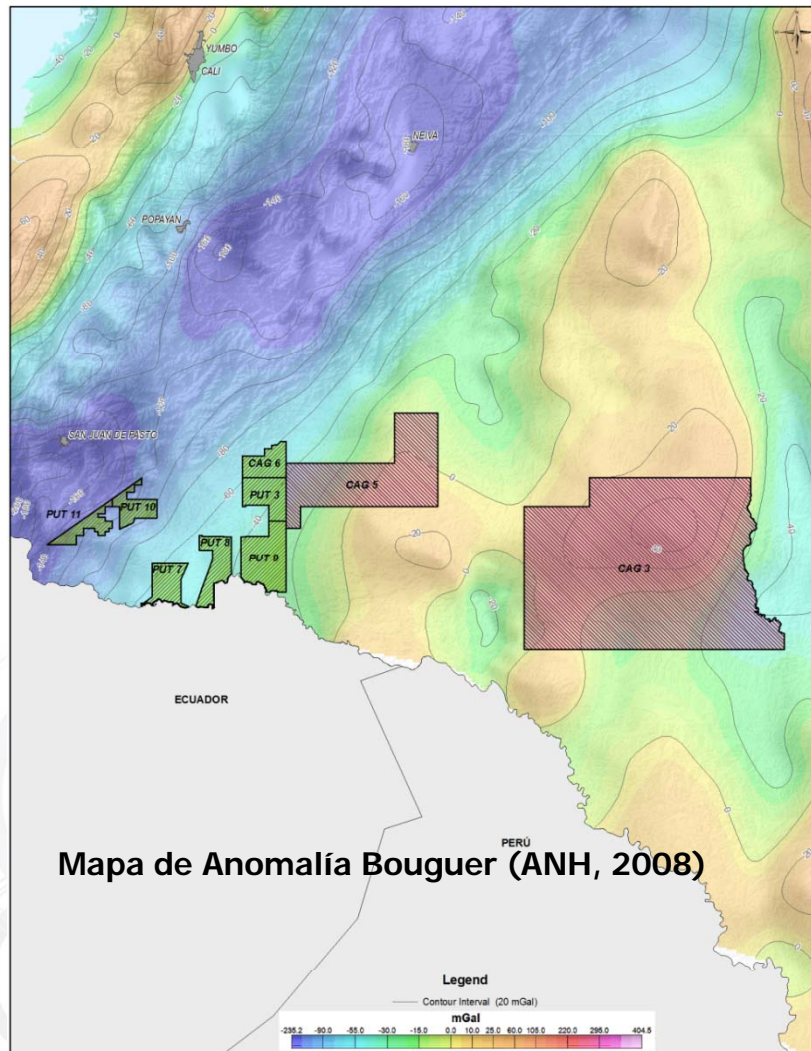 YUMBO
CALI
NEIVA
POPAYAN
SAN JUAN DE PASTO
CAG 6
PUT 3
CAG 5
PUT 11
PUT 10
PUT 8
PUT 7
PUT 9
CAG 3
ECUADOR
PERÚ
Mapa de Anomalía Bouguer (ANH, 2008)
Legend
Contour Interval (20 mGal)
mGal
-235.2 -90.0 -55.0 -30.0 0.0 10.0 25.0 60.0 105.0 220.0 295.0 404.5